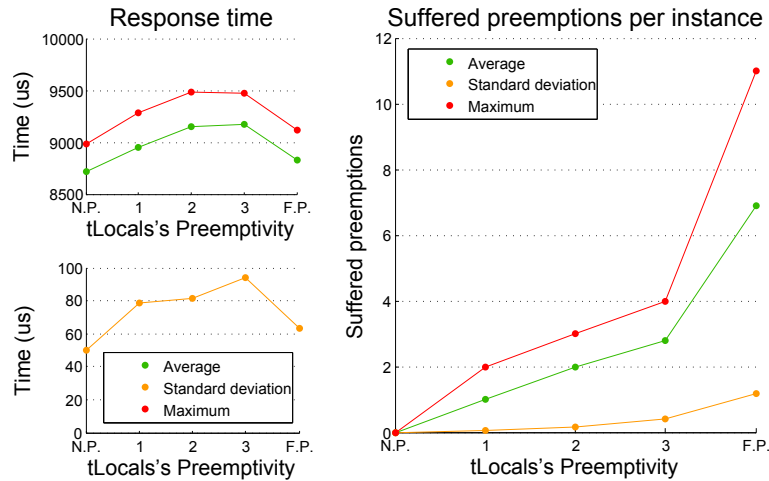 Response time
10000
9500
9000
8500
Time (us)
N.P. 1 2 3 F.P.
tLocals's Preemptivity
100
80
60
40
20
0
Time (us)
Average
Standard deviation
Maximum
N.P. 1 2 3 F.P.
tLocals's Preemptivity
Suffered preemptions per instance
12
10
8
6
4
2
0
Suffered preemptions
Average
Standard deviation
Maximum
N.P. 1 2 3 F.P.
tLocals's Preemptivity